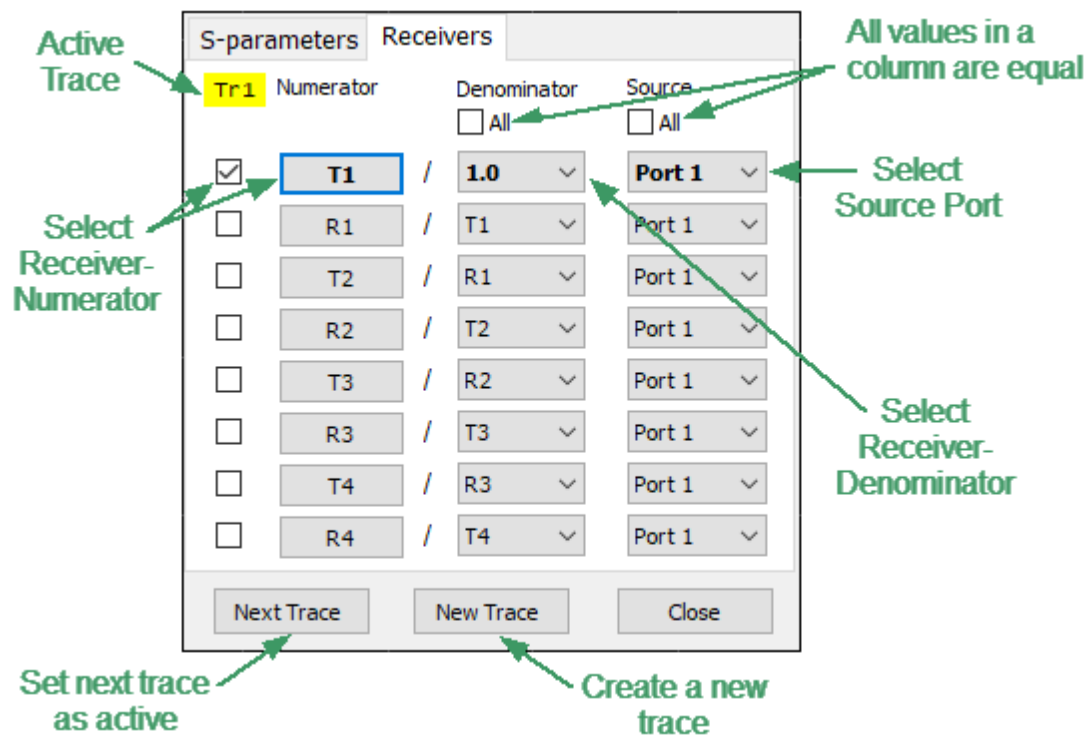 Active
Trace
All values in a
column are equal
S-parameters Receivers
Tr1 Numerator Denominator Source
All All
T1 / 1.0 Port 1
R1 / T1 Port 1
T2 / R1 Port 1
R2 / T2 Port 1
T3 / R2 Port 1
R3 / T3 Port 1
T4 / R3 Port 1
R4 / T4 Port 1
Select
Receiver-
Numerator
Select
Source Port
Select
Receiver-
Denominator
Next Trace New Trace Close
Set next trace
as active
Create a new
trace